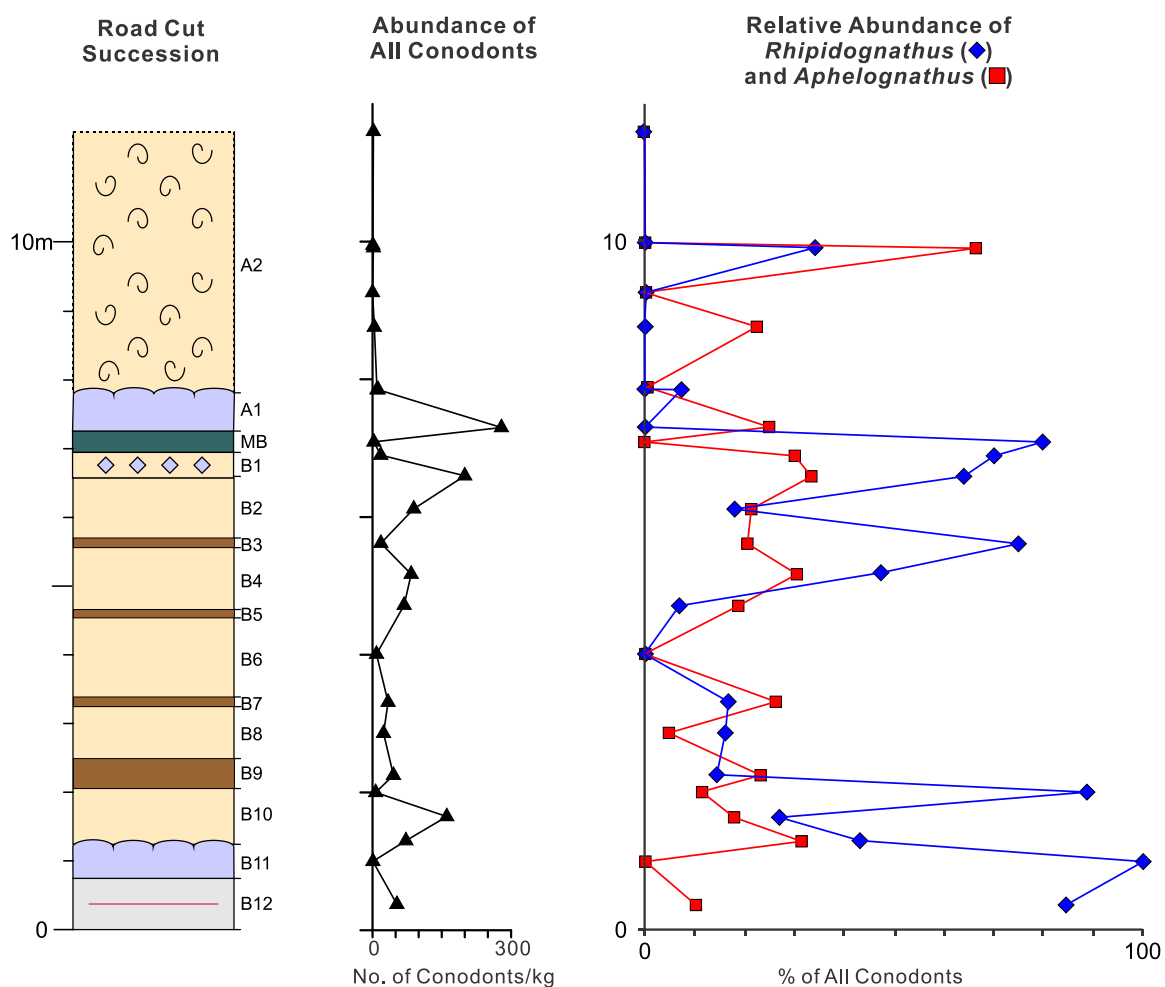 Road Cut
Succession
Abundance of
All Conodonts
Relative Abundance of
Rhipidognathus (◆)
and Aphelognathus (■)
10m
A2
A1
MB
B1
B2
B3
B4
B5
B6
B7
B8
B9
B10
B11
B12
0
0
300
No. of Conodonts/kg
10
0
0
100
% of All Conodonts